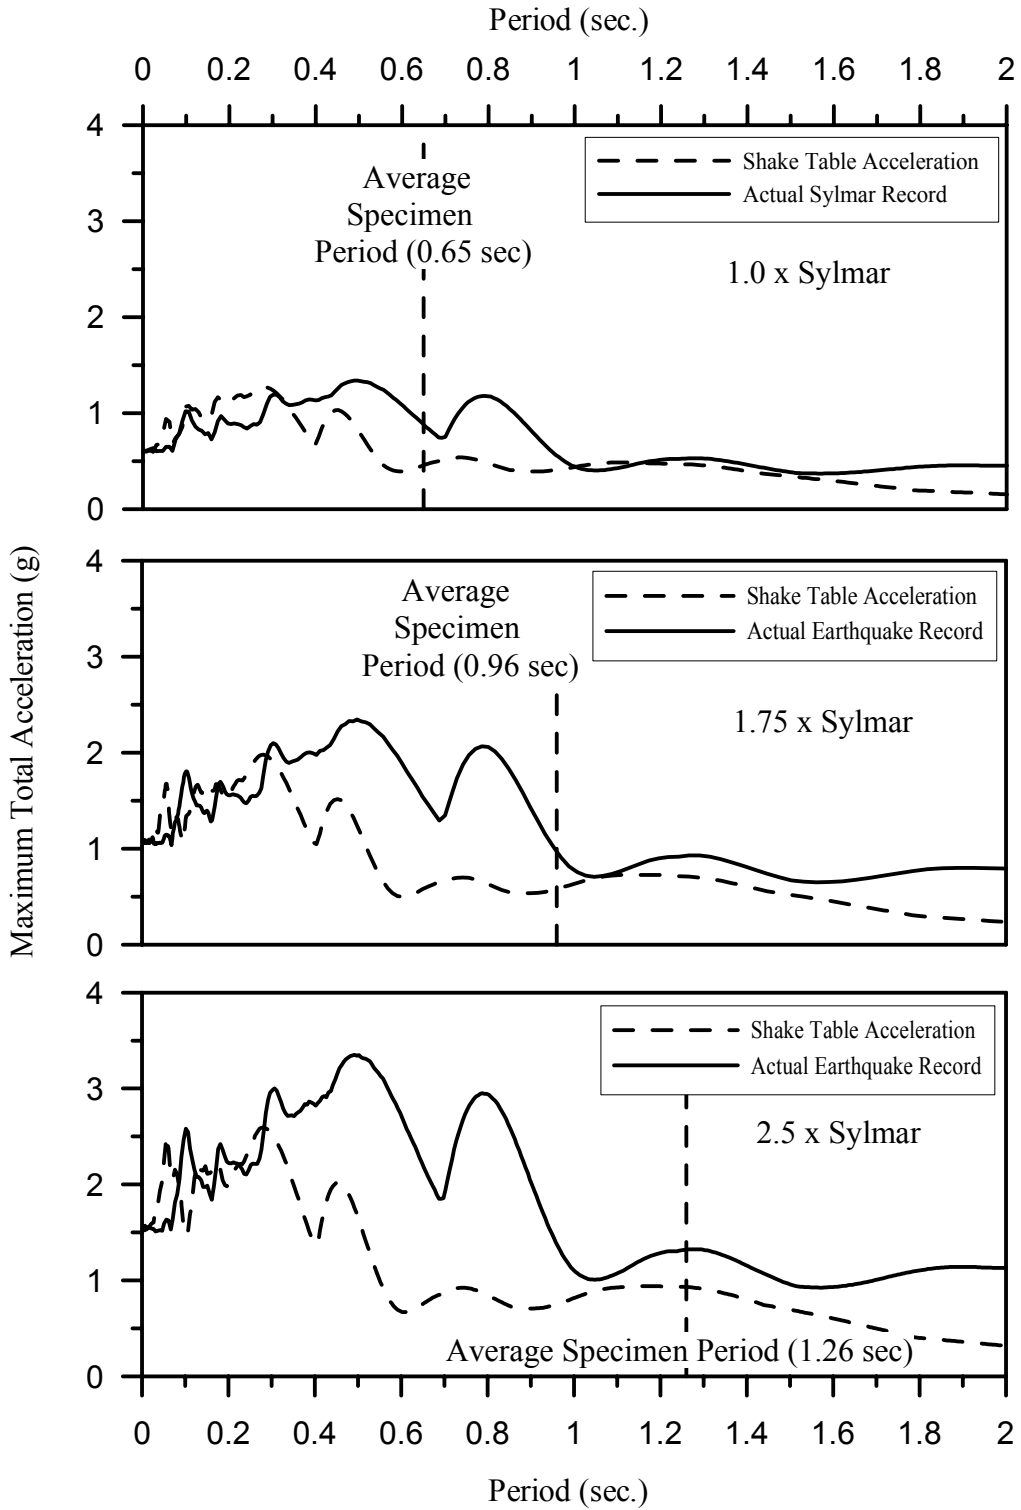 Period (sec.)
0 0.2 0.4 0.6 0.8 1 1.2 1.4 1.6 1.8 2
4
3
2
1
0
Average
Specimen
Period (0.65 sec)
Shake Table Acceleration
Actual Sylmar Record
1.0 x Sylmar
Maximum Total Acceleration (g)
4
3
2
1
0
Average
Specimen
Period (0.96 sec)
Shake Table Acceleration
Actual Earthquake Record
1.75 x Sylmar
4
3
2
1
0
Shake Table Acceleration
Actual Earthquake Record
2.5 x Sylmar
Average Specimen Period (1.26 sec)
0 0.2 0.4 0.6 0.8 1 1.2 1.4 1.6 1.8 2
Period (sec.)